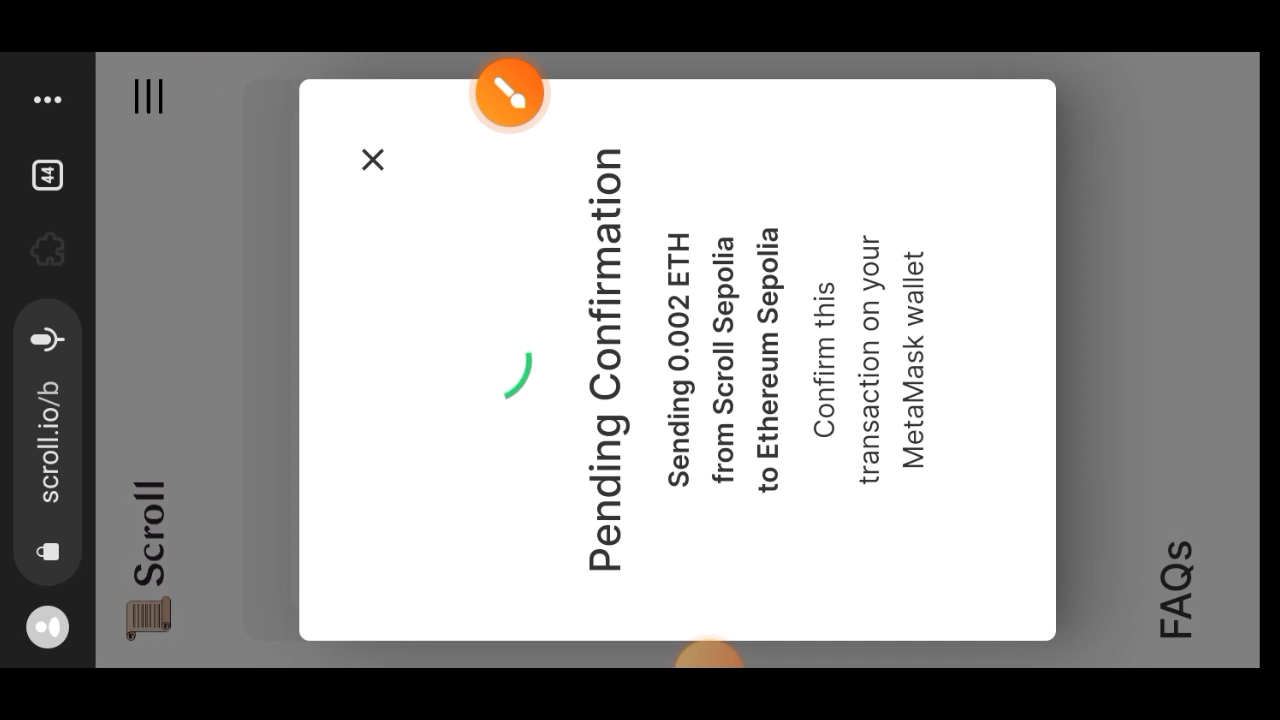 44
scroll.io/b
Scroll
Pending Confirmation
Sending 0.002 ETH
from Scroll Sepolia
to Ethereum Sepolia
Confirm this
transaction on your
MetaMask wallet
FAQs